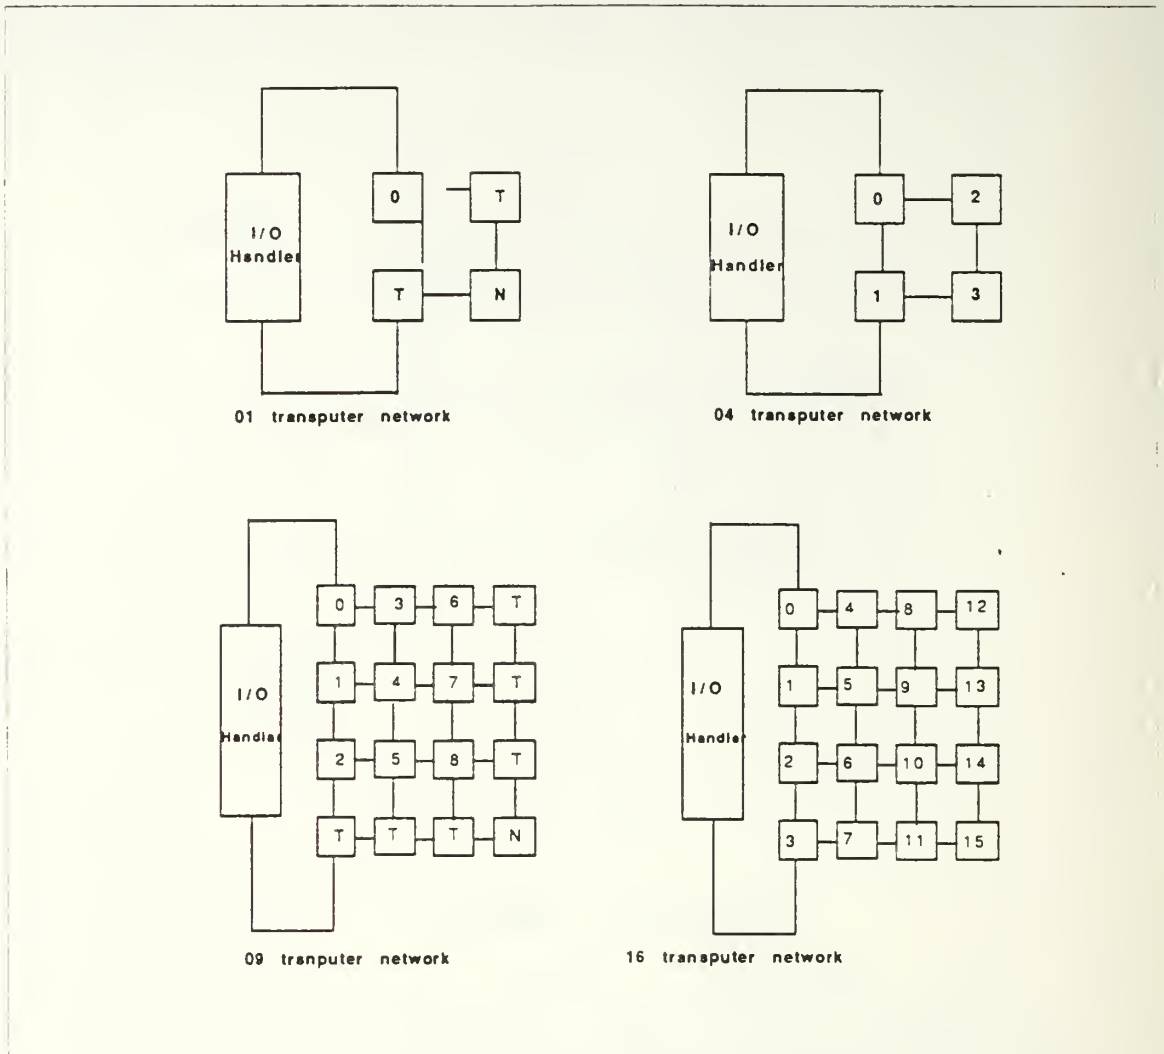 I/O
Handler
0
T
T
N
01 transputer network
I/O
Handler
0
2
1
3
04 transputer network
I/O
Handler
0 3 6 T
1 4 7 T
2 5 8 T
T T T N
09 tranputer network
I/O
Handler
0 4 8 12
1 5 9 13
2 6 10 14
3 7 11 15
16 transputer network